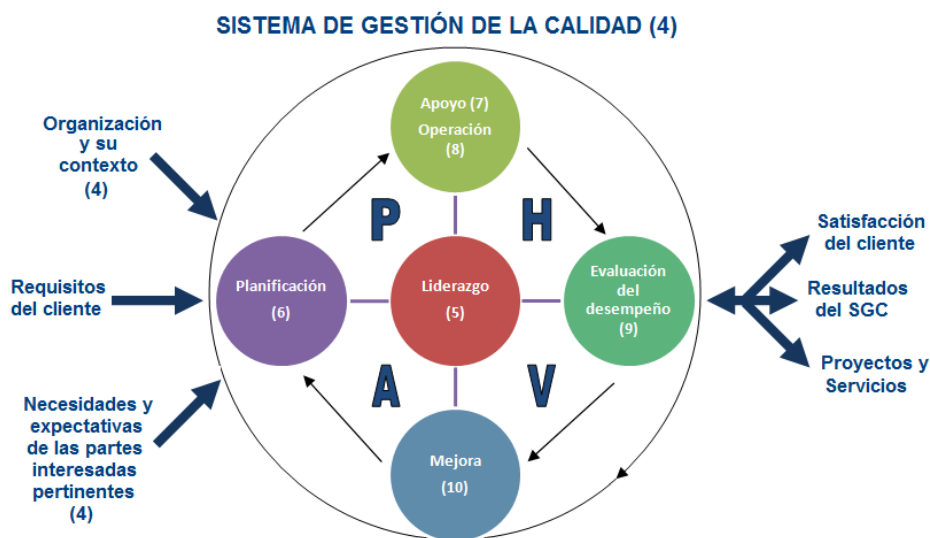 SISTEMA DE GESTIÓN DE LA CALIDAD (4)
Organización
y su
contexto
(4)
Requisitos
del cliente
Necesidades y
expectativas
de las partes
interesadas
pertinentes
(4)
Apoyo (7)
Operación
(8)
P
H
Planificación
(6)
Liderazgo
(5)
Evaluación
del
desempeño
(9)
A
V
Mejora
(10)
Satisfacción
del cliente
Resultados
del SGC
Proyectos y
Servicios